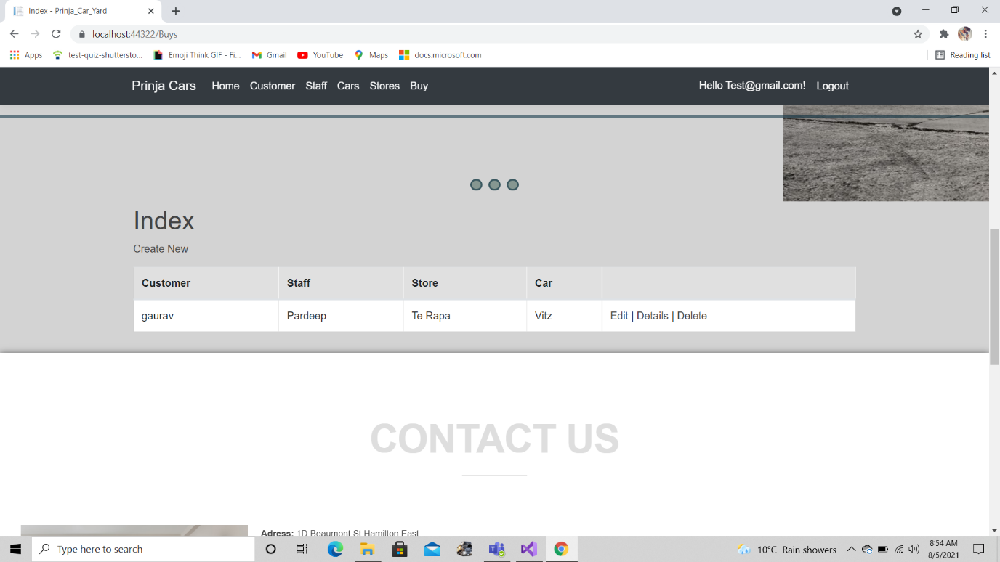 Index - Prinja_Car_Yard
localhost:44322/Buys
Apps test-quiz-shuttersto... Emoji Think GIF - Fi... Gmail YouTube Maps docs.microsoft.com Reading list
Prinja Cars Home Customer Staff Cars Stores Buy Hello Test@gmail.com! Logout
Index
Create New
Customer Staff Store Car
gaurav Pardeep Te Rapa Vitz Edit | Details | Delete
CONTACT US
Adress: 1D Beaumont St Hamilton East
Type here to search 10°C Rain showers 8:54 AM
8/5/2021